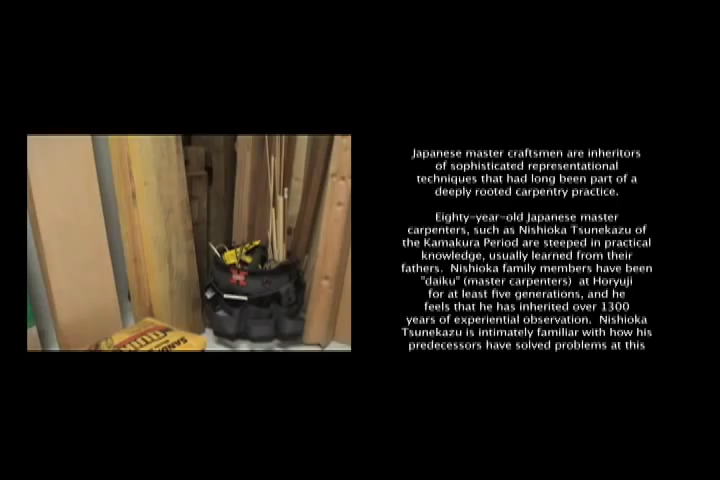 SAND
Japanese master craftsmen are inheritors
of sophisticated representational
techniques that had long been part of a
deeply rooted carpentry practice.
Eighty-year-old Japanese master
carpenters, such as Nishioka Tsunekazu of
the Kamakura Period are steeped in practical
knowledge, usually learned from their
fathers. Nishioka family members have been
"daiku" (master carpenters) at Horyuji
for at least five generations, and he
feels that he has inherited over 1300
years of experiential observation. Nishioka
Tsunekazu is intimately familiar with how his
predecessors have solved problems at this